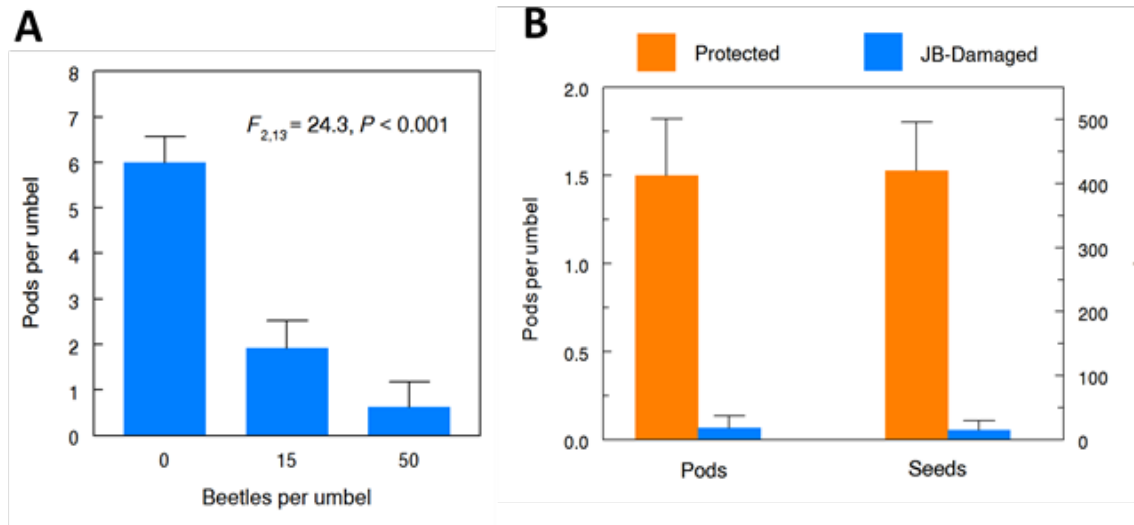 A
8
7
6
5
4
3
2
1
0
F2,13 = 24.3, P < 0.001
Pods per umbel
0 15 50
Beetles per umbel
B
Protected JB-Damaged
2.0
1.5
1.0
0.5
0.0
Pods per umbel
500
400
300
200
100
0
Pods Seeds